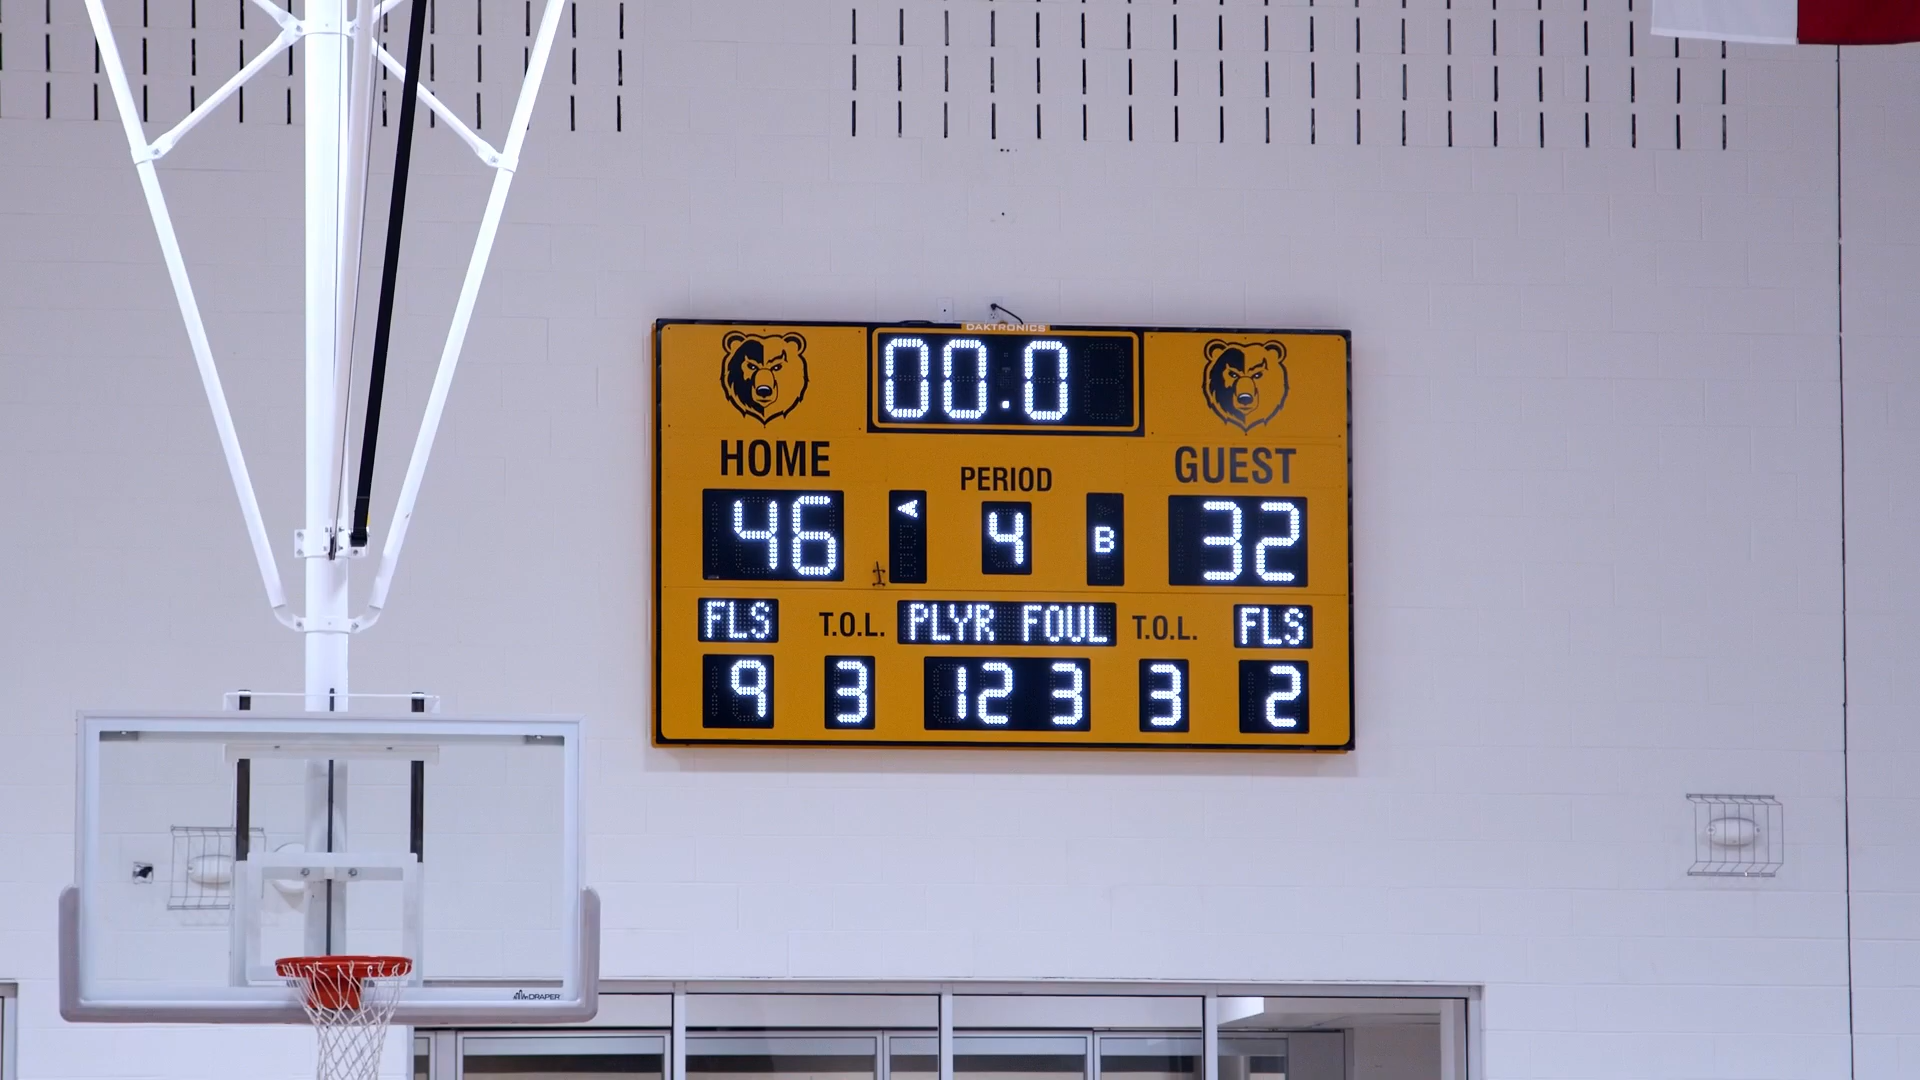 DAKTRONICS
00.0
HOME
PERIOD
GUEST
46
A
4
B
32
FLS
T.O.L.
PLYR FOUL
T.O.L.
FLS
9
3
12 3
3
2
DRAPER